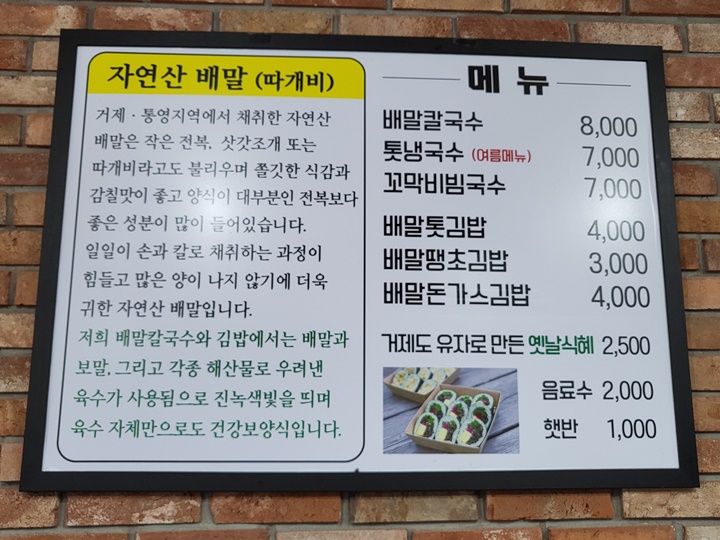 자연산 배말 (따개비)
거제 · 통영지역에서 채취한 자연산
배말은 작은 전복, 삿갓조개 또는
따개비라고도 불리우며 쫄깃한 식감과
감칠맛이 좋고 양식이 대부분인 전복보다
좋은 성분이 많이 들어있습니다.
일일이 손과 칼로 채취하는 과정이
힘들고 많은 양이 나지 않기에 더욱
귀한 자연산 배말입니다.
저희 배말칼국수와 김밥에서는 배말과
보말, 그리고 각종 해산물로 우려낸
육수가 사용됨으로 진녹색빛을 띄며
육수 자체만으로도 건강보양식입니다.
메 뉴
배말칼국수 8,000
톳냉국수 (여름메뉴) 7,000
꼬막비빔국수 7,000
배말톳김밥 4,000
배말땡초김밥 3,000
배말돈가스김밥 4,000
거제도 유자로 만든 옛날식혜 2,500
음료수 2,000
햇반 1,000